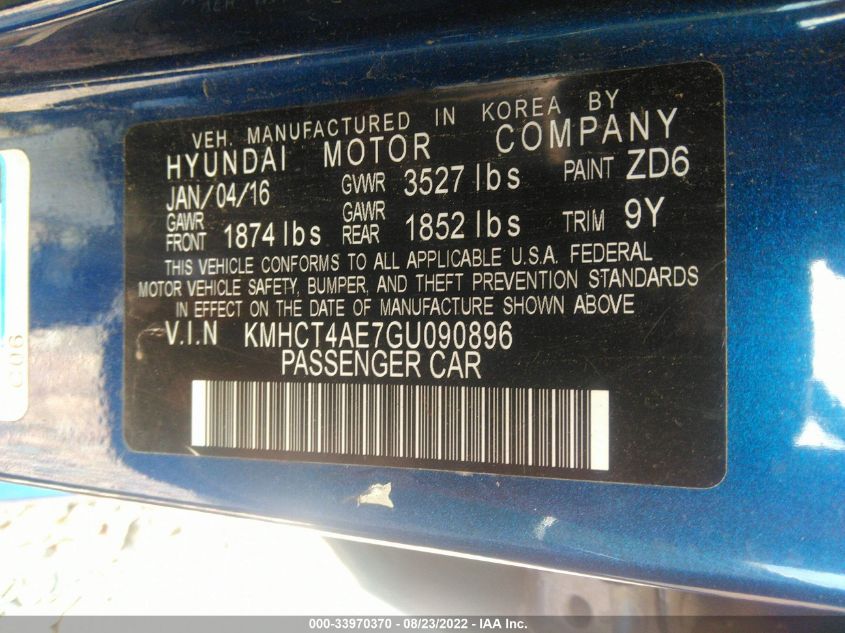 VEH. MANUFACTURED IN KOREA BY
HYUNDAI MOTOR COMPANY
JAN/04/16 GVWR 3527 lbs PAINT ZD6
GAWR FRONT 1874 lbs GAWR REAR 1852 lbs TRIM 9Y
THIS VEHICLE CONFORMS TO ALL APPLICABLE U.S.A. FEDERAL
MOTOR VEHICLE SAFETY, BUMPER, AND THEFT PREVENTION STANDARDS
IN EFFECT ON THE DATE OF MANUFACTURE SHOWN ABOVE
V.I.N KMHCT4AE7GU090896
PASSENGER CAR
000-33970370 - 08/23/2022 - IAA Inc.